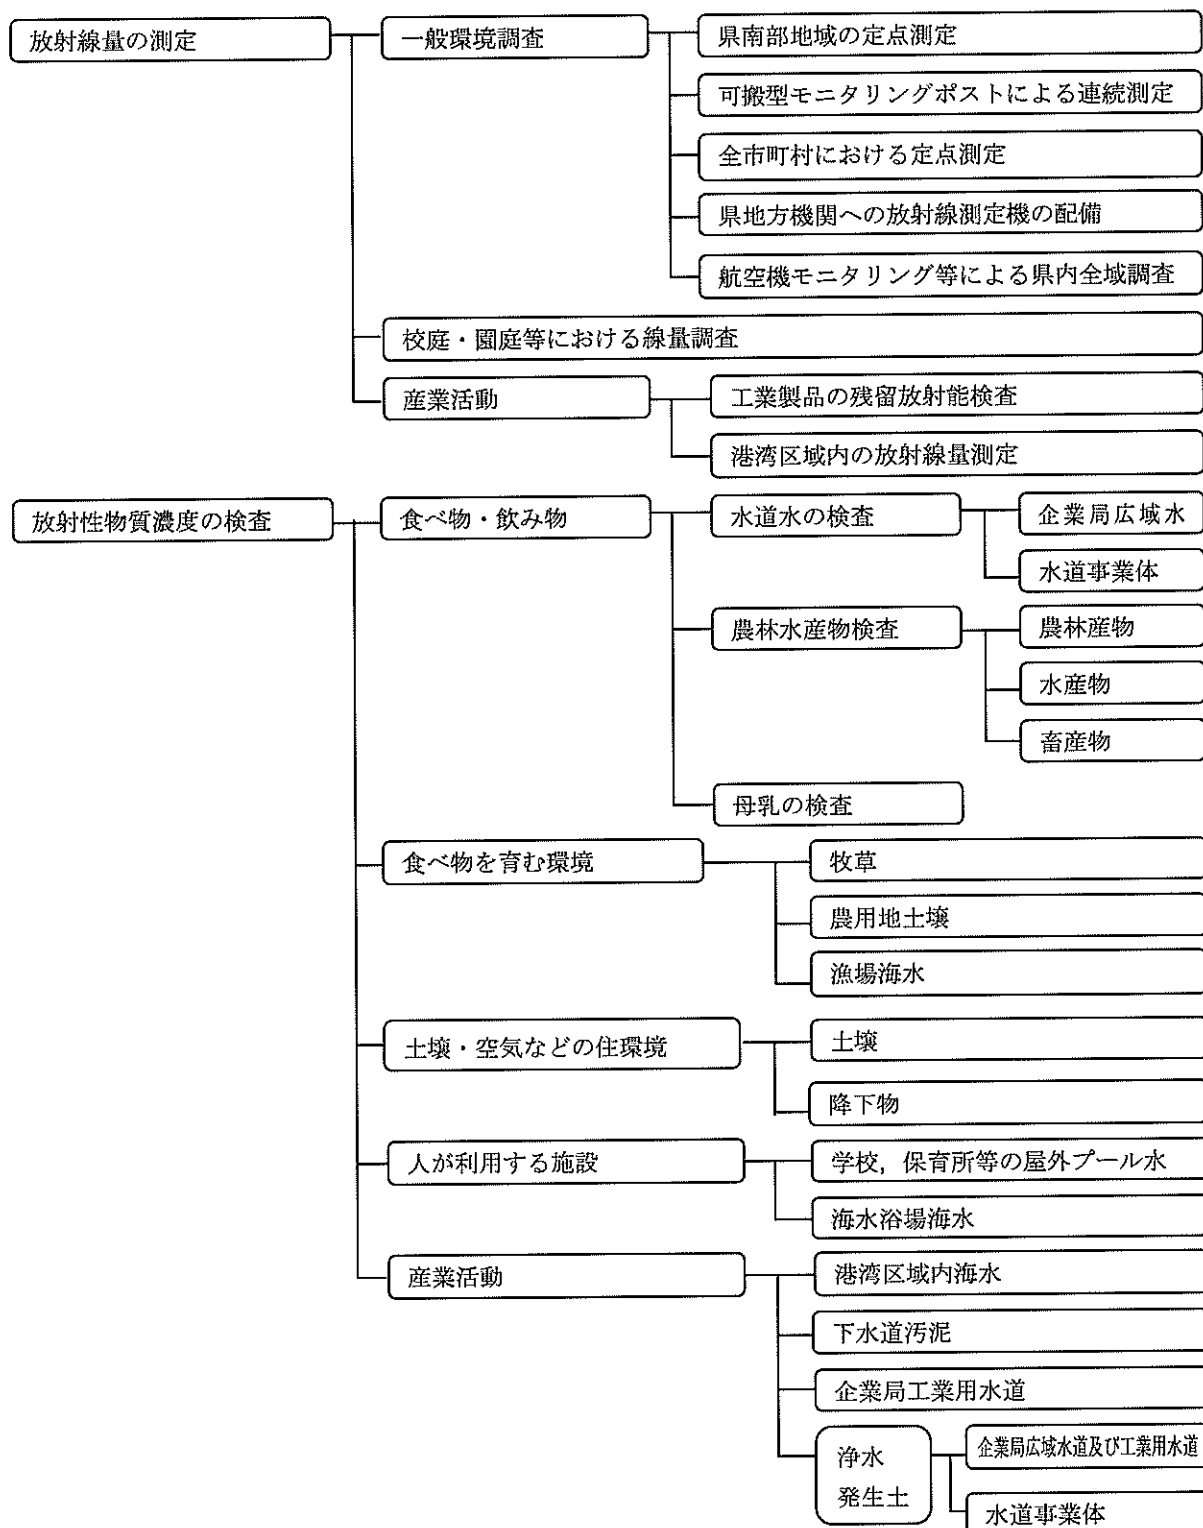 放射線量の測定
一般環境調査
県南部地域の定点測定
可搬型モニタリングポストによる連続測定
全市町村における定点測定
県地方機関への放射線測定機の配備
航空機モニタリング等による県内全域調査
校庭・園庭等における線量調査
産業活動
工業製品の残留放射能検査
港湾区域内の放射線量測定
放射性物質濃度の検査
食べ物・飲み物
水道水の検査
企業局広域水
水道事業体
農林水産物検査
農林産物
水産物
畜産物
母乳の検査
食べ物を育む環境
牧草
農用地土壌
漁場海水
土壌・空気などの住環境
土壌
降下物
人が利用する施設
学校，保育所等の屋外プール水
海水浴場海水
産業活動
港湾区域内海水
下水道汚泥
企業局工業用水道
浄水
発生土
企業局広域水道及び工業用水道
水道事業体